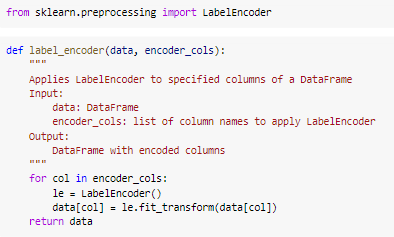 from sklearn.preprocessing import LabelEncoder
def label_encoder(data, encoder_cols):
    """
    Applies LabelEncoder to specified columns of a DataFrame
    Input:
        data: DataFrame
        encoder_cols: list of column names to apply LabelEncoder
    Output:
        DataFrame with encoded columns
    """
    for col in encoder_cols:
        le = LabelEncoder()
        data[col] = le.fit_transform(data[col])
    return data